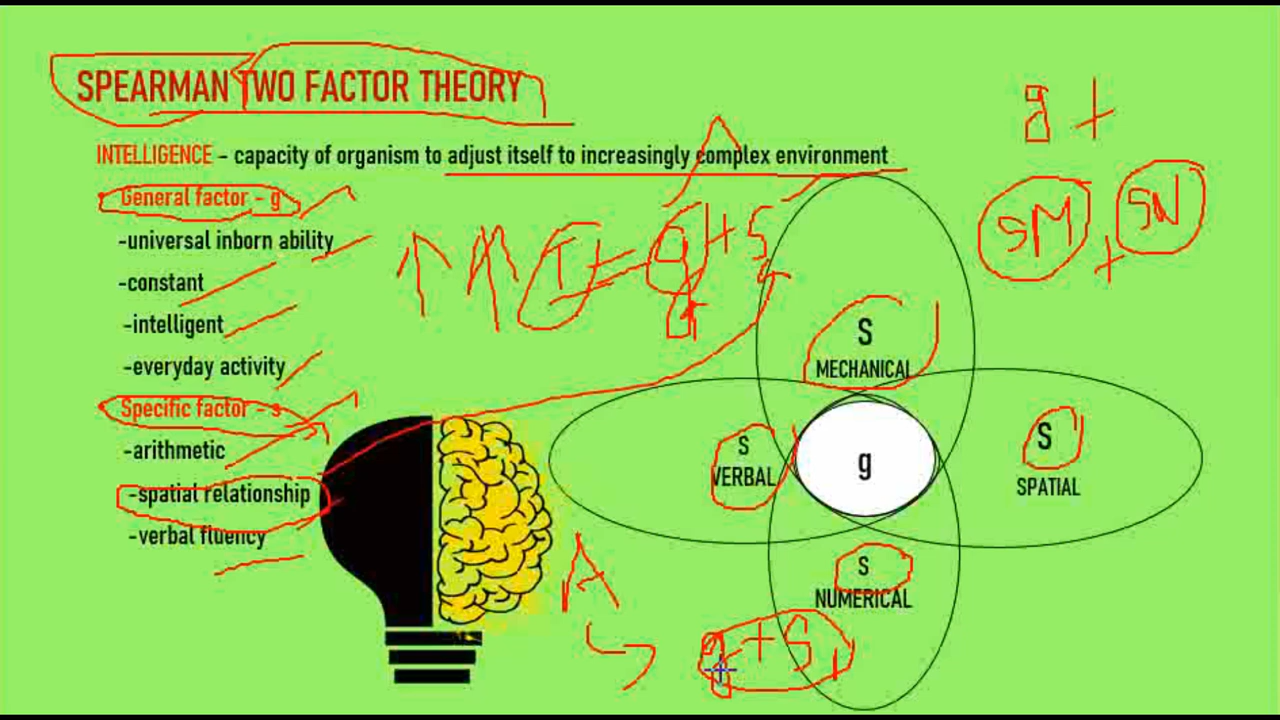 SPEARMAN TWO FACTOR THEORY
INTELLIGENCE - capacity of organism to adjust itself to increasingly complex environment
General factor - g
-universal inborn ability
-constant
-intelligent
-everyday activity
Specific factor - s
-arithmetic
-spatial relationship
-verbal fluency
g +
SM + SN
I = g + S
g
S
MECHANICAL
S
VERBAL
g
S
SPATIAL
S
NUMERICAL
A
g + S1